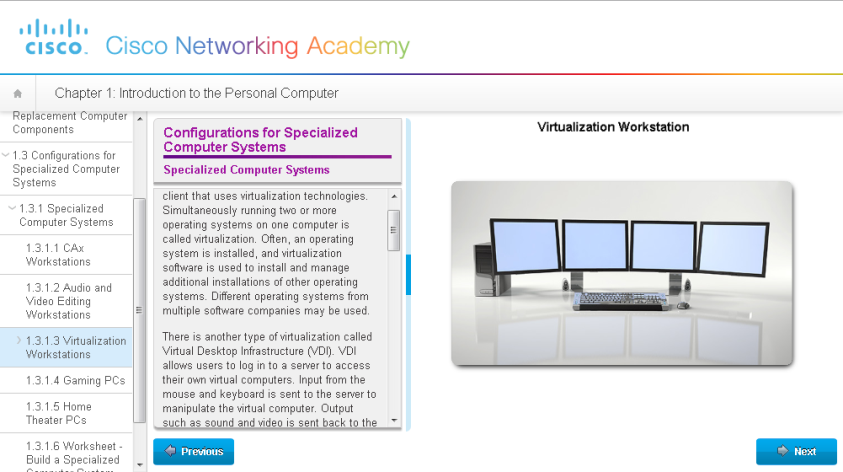 CISCO Cisco Networking Academy
Chapter 1: Introduction to the Personal Computer
Replacement Computer
Components
1.3 Configurations for
Specialized Computer
Systems
1.3.1 Specialized
Computer Systems
1.3.1.1 CAx
Workstations
1.3.1.2 Audio and
Video Editing
Workstations
1.3.1.3 Virtualization
Workstations
1.3.1.4 Gaming PCs
1.3.1.5 Home
Theater PCs
1.3.1.6 Worksheet -
Build a Specialized
Computer System
Configurations for Specialized
Computer Systems
Specialized Computer Systems
client that uses virtualization technologies.
Simultaneously running two or more
operating systems on one computer is
called virtualization. Often, an operating
system is installed, and virtualization
software is used to install and manage
additional installations of other operating
systems. Different operating systems from
multiple software companies may be used.
There is another type of virtualization called
Virtual Desktop Infrastructure (VDI). VDI
allows users to log in to a server to access
their own virtual computers. Input from the
mouse and keyboard is sent to the server to
manipulate the virtual computer. Output
such as sound and video is sent back to the
Virtualization Workstation
Previous
Next